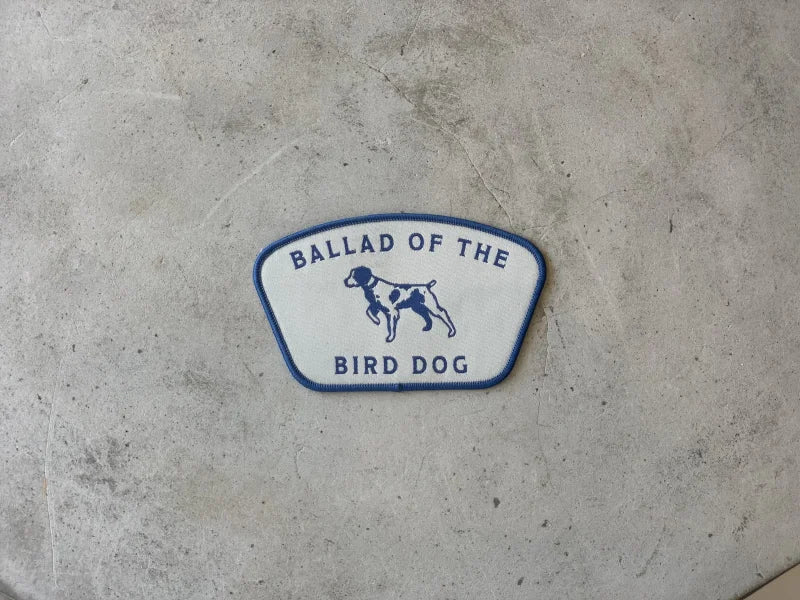 BALLAD OF THE
BIRD DOG